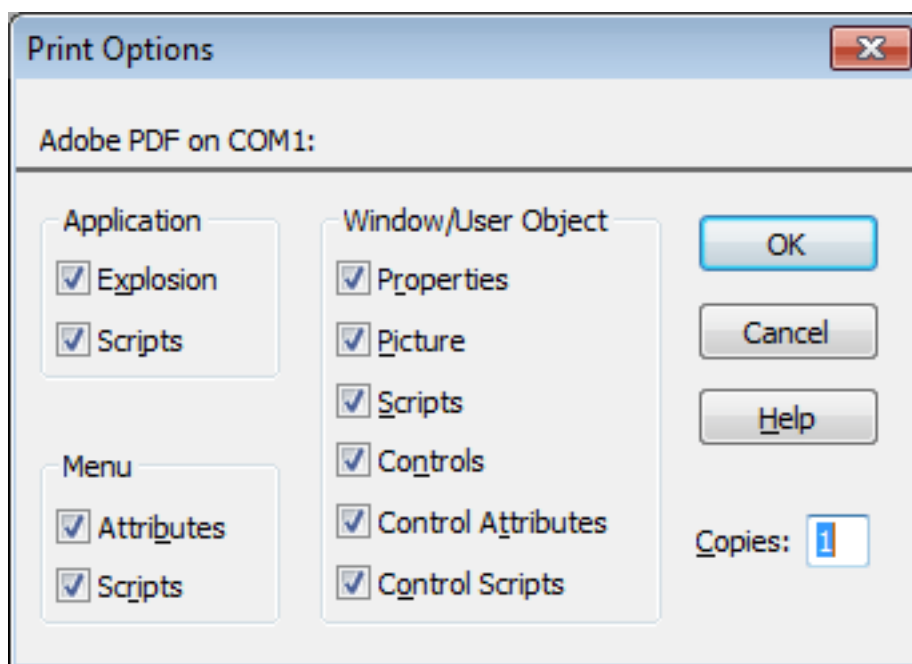 Print Options
Adobe PDF on COM1:
Application
Explosion
Scripts
Menu
Attributes
Scripts
Window/User Object
Properties
Picture
Scripts
Controls
Control Attributes
Control Scripts
OK
Cancel
Help
Copies: 1